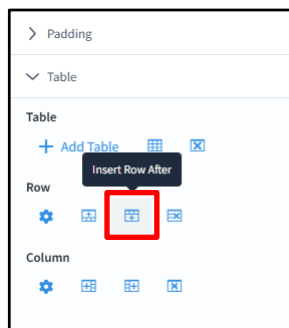 Padding
Table
Table
Add Table
Insert Row After
Row
Column